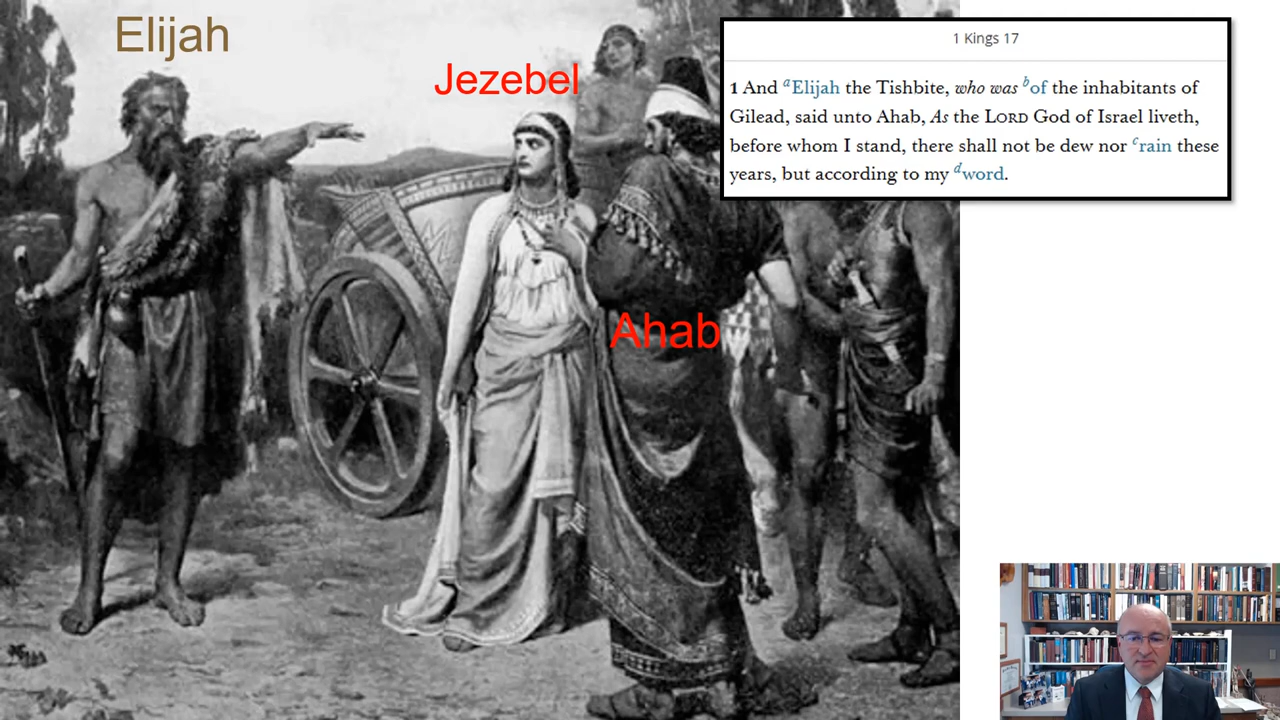 Elijah
Jezebel
Ahab
1 Kings 17
1 And aElijah the Tishbite, who was bof the inhabitants of
Gilead, said unto Ahab, As the LORD God of Israel liveth,
before whom I stand, there shall not be dew nor crain these
years, but according to my dword.